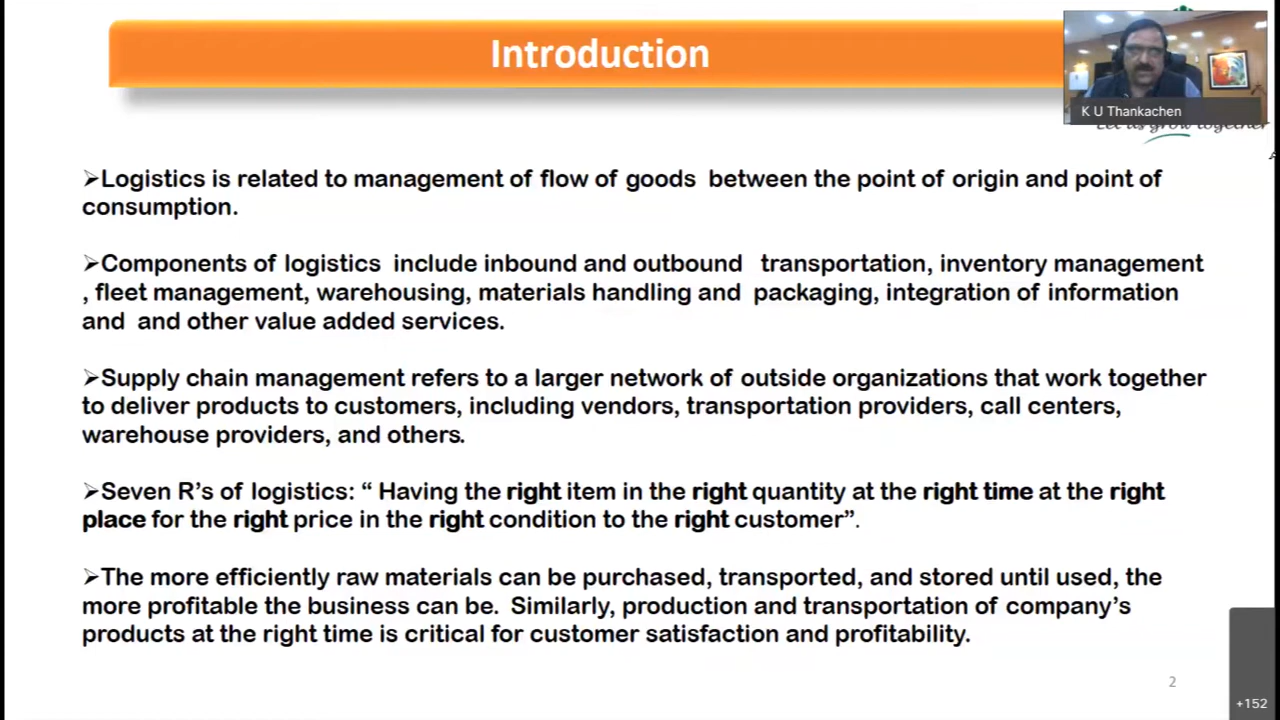 Introduction
K U Thankachen
Let us grow together
➢Logistics is related to management of flow of goods between the point of origin and point of
consumption.
➢Components of logistics include inbound and outbound transportation, inventory management
, fleet management, warehousing, materials handling and packaging, integration of information
and and other value added services.
➢Supply chain management refers to a larger network of outside organizations that work together
to deliver products to customers, including vendors, transportation providers, call centers,
warehouse providers, and others.
➢Seven R’s of logistics: “ Having the right item in the right quantity at the right time at the right
place for the right price in the right condition to the right customer”.
➢The more efficiently raw materials can be purchased, transported, and stored until used, the
more profitable the business can be. Similarly, production and transportation of company’s
products at the right time is critical for customer satisfaction and profitability.
2
+152